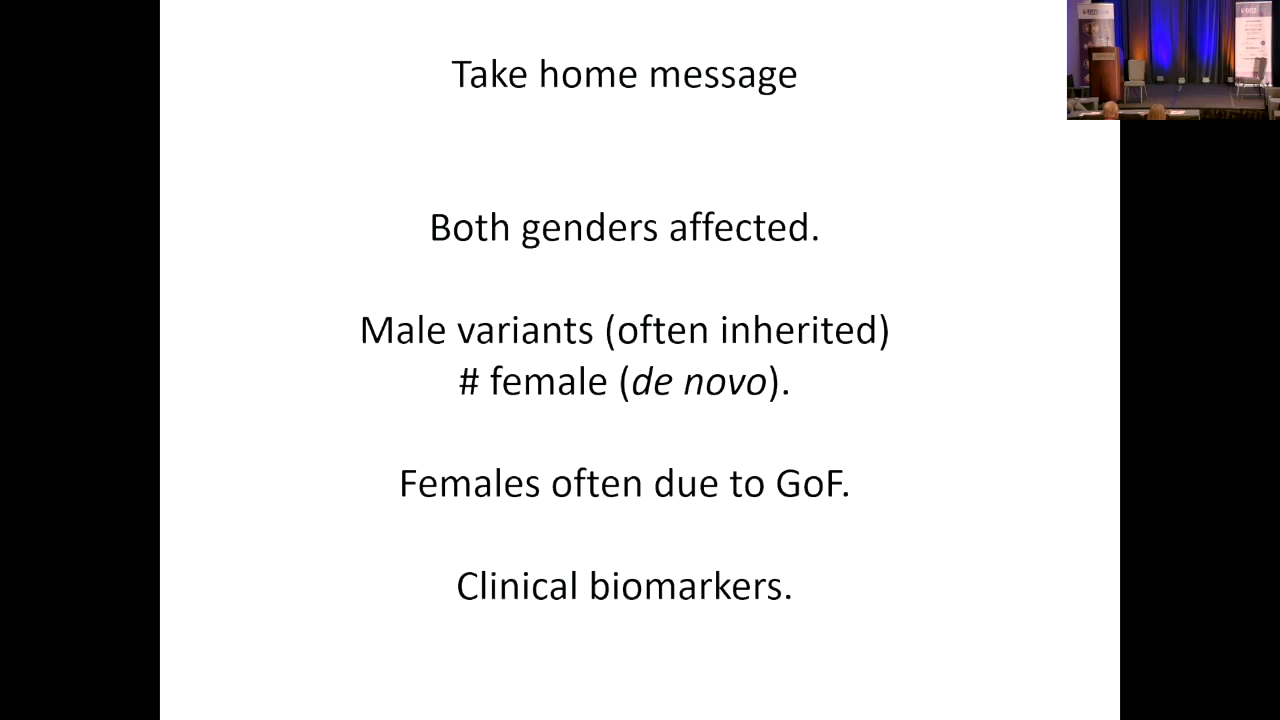 Take home message
Both genders affected.
Male variants (often inherited)
# female (de novo).
Females often due to GoF.
Clinical biomarkers.